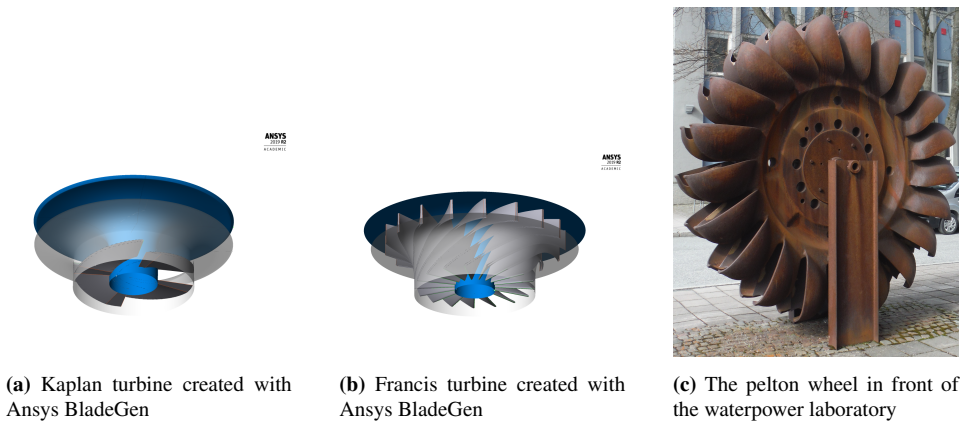 ANSYS
2019 R2
ACADEMIC
ANSYS
2019 R2
ACADEMIC
(a) Kaplan turbine created with
Ansys BladeGen
(b) Francis turbine created with
Ansys BladeGen
(c) The pelton wheel in front of
the waterpower laboratory